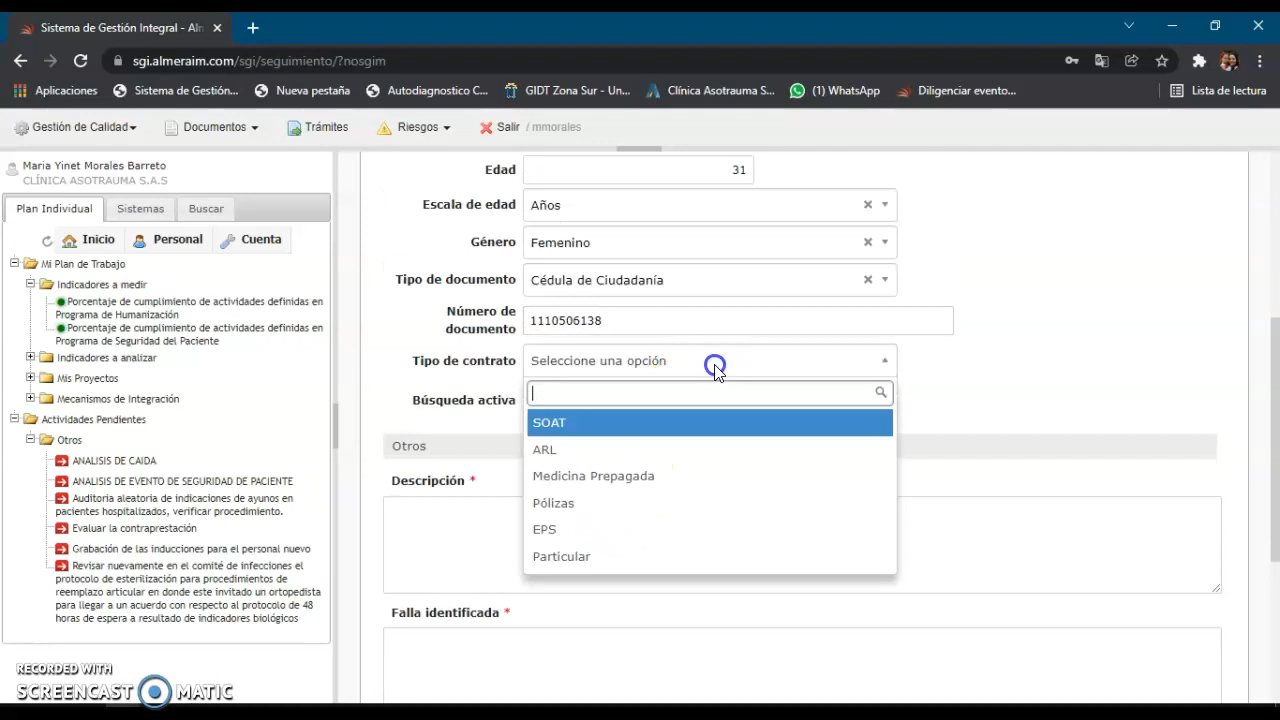 Sistema de Gestión Integral - Aln
sgi.almeraim.com/sgi/seguimiento/?nosgim
Aplicaciones
Sistema de Gestión...
Nueva pestaña
Autodiagnostico C...
GIDT Zona Sur - Un...
Clínica Asotrauma S...
(1) WhatsApp
Diligenciar evento...
Lista de lectura
Gestión de Calidad
Documentos
Trámites
Riesgos
Salir / mmorales
Maria Yinet Morales Barreto
CLÍNICA ASOTRAUMA S.A.S
Plan Individual
Sistemas
Buscar
Inicio
Personal
Cuenta
Mi Plan de Trabajo
Indicadores a medir
Porcentaje de cumplimiento de actividades definidas en
Programa de Humanización
Porcentaje de cumplimiento de actividades definidas en
Programa de Seguridad del Paciente
Indicadores a analizar
Mis Proyectos
Mecanismos de Integración
Actividades Pendientes
Otros
ANALISIS DE CAIDA
ANALISIS DE EVENTO DE SEGURIDAD DE PACIENTE
Auditoria aleatoria de indicaciones de ayunos en
pacientes hospitalizados, verificar procedimiento.
Evaluar la contraprestación
Grabación de las inducciones para el personal nuevo
Revisar nuevamente en el comité de infecciones el
protocolo de esterilización para procedimientos de
reemplazo articular en donde este invitado un ortopedista
para llegar a un acuerdo con respecto al protocolo de 48
horas de espera a resultado de indicadores biológicos
RECORDED WITH
SCREENCAST MATIC
Edad 31
Escala de edad Años
Género Femenino
Tipo de documento Cédula de Ciudadanía
Número de
documento 1110506138
Tipo de contrato Seleccione una opción
Búsqueda activa
SOAT
ARL
Medicina Prepagada
Pólizas
EPS
Particular
Otros
Descripción *
Falla identificada *